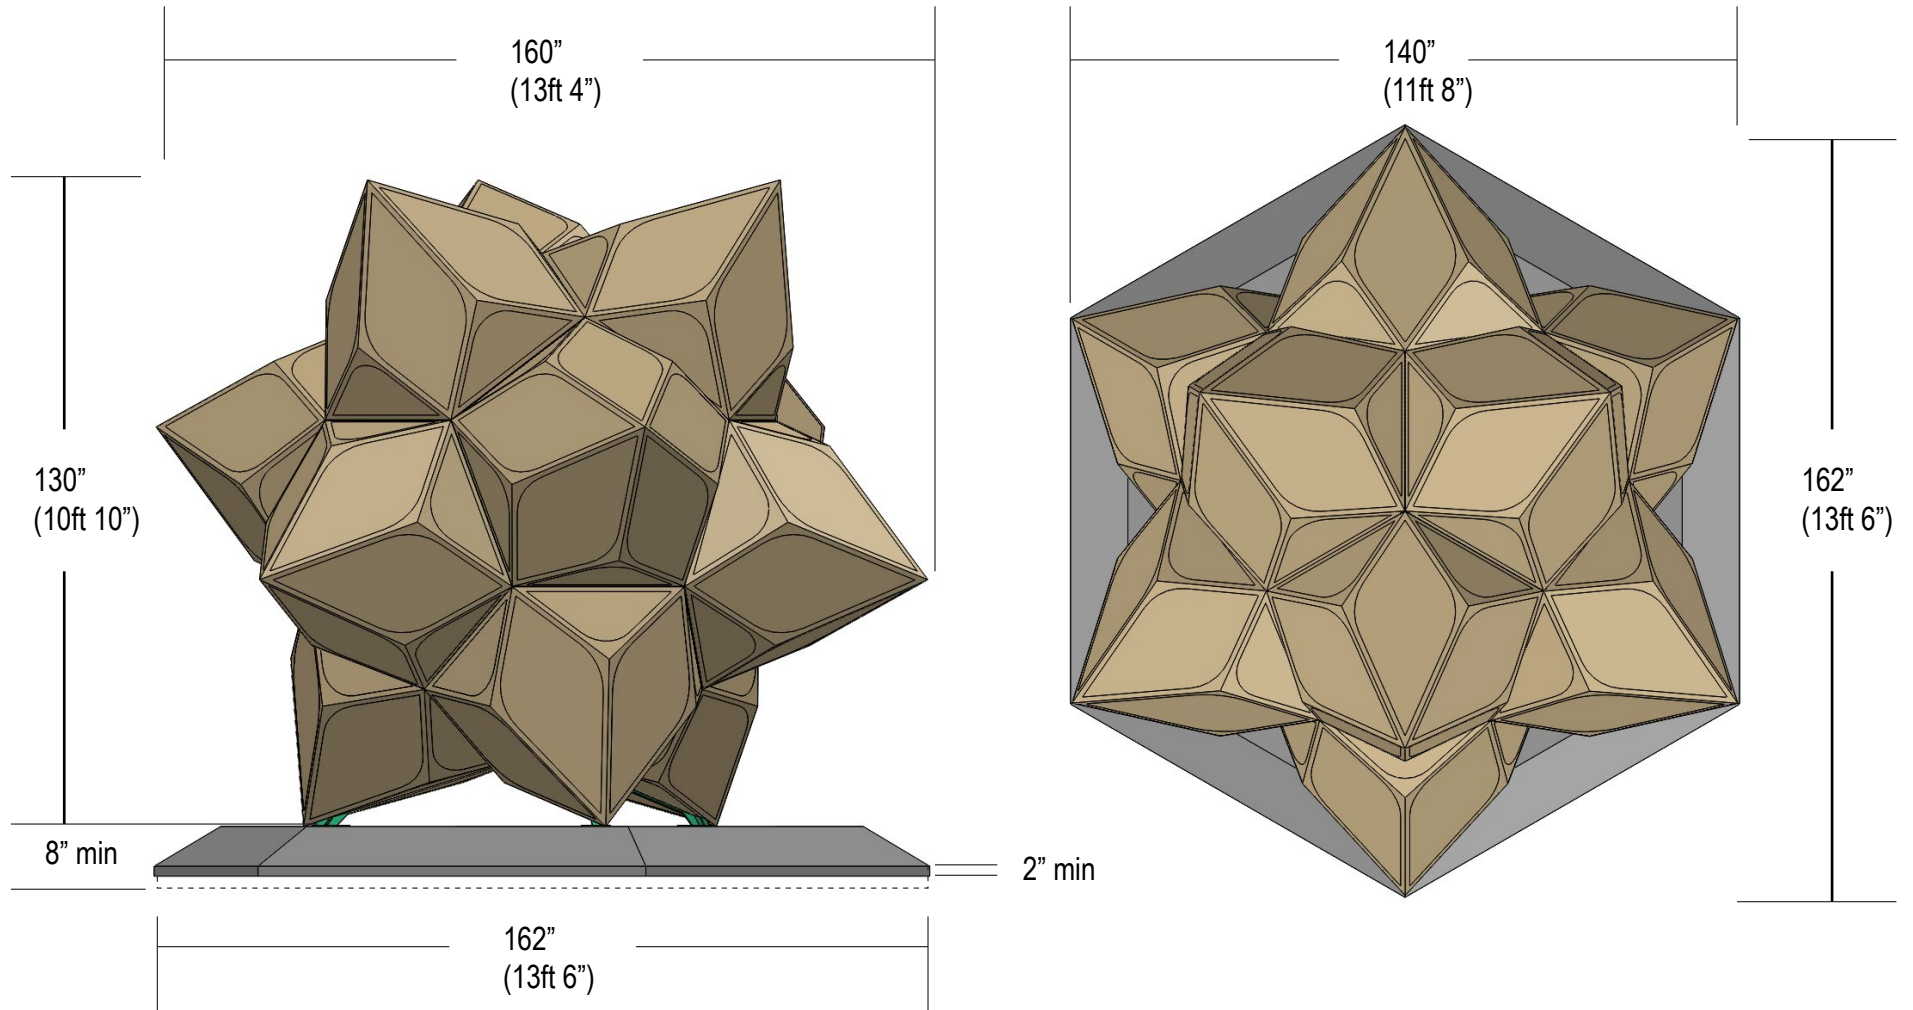 160”
(13ft 4”)
140”
(11ft 8”)
130”
(10ft 10”)
162”
(13ft 6”)
8” min
2” min
162”
(13ft 6”)